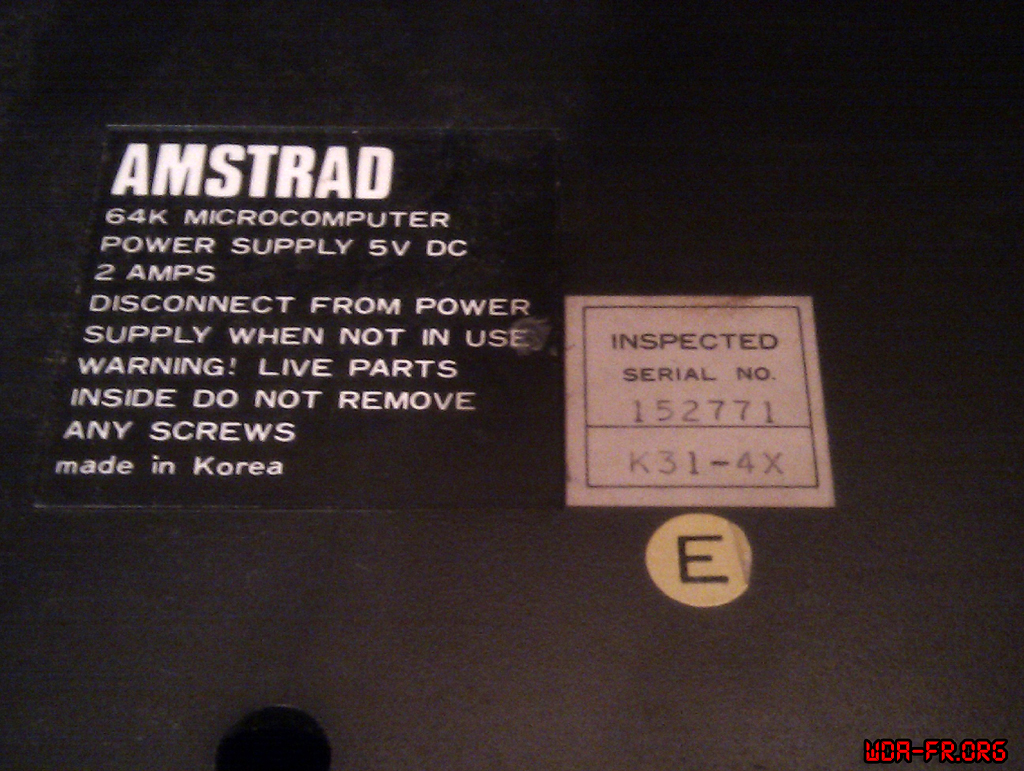 AMSTRAD
64K MICROCOMPUTER
POWER SUPPLY 5V DC
2 AMPS
DISCONNECT FROM POWER
SUPPLY WHEN NOT IN USE
WARNING! LIVE PARTS
INSIDE DO NOT REMOVE
ANY SCREWS
made in Korea
INSPECTED
SERIAL NO.
152771
K31-4X
E
WDA-FR.ORG